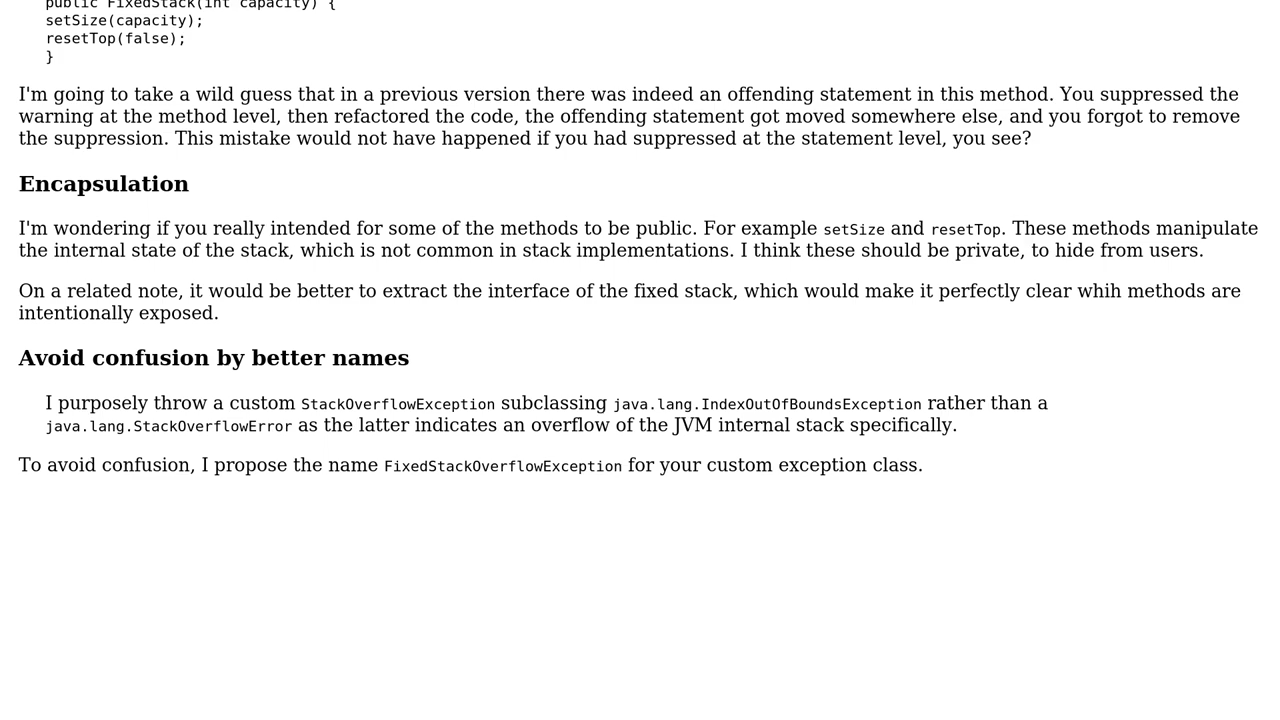 public FixedStack(int capacity) {
setSize(capacity);
resetTop(false);
}
I'm going to take a wild guess that in a previous version there was indeed an offending statement in this method. You suppressed the
warning at the method level, then refactored the code, the offending statement got moved somewhere else, and you forgot to remove
the suppression. This mistake would not have happened if you had suppressed at the statement level, you see?
Encapsulation
I'm wondering if you really intended for some of the methods to be public. For example setSize and resetTop. These methods manipulate
the internal state of the stack, which is not common in stack implementations. I think these should be private, to hide from users.
On a related note, it would be better to extract the interface of the fixed stack, which would make it perfectly clear whih methods are
intentionally exposed.
Avoid confusion by better names
I purposely throw a custom StackOverflowException subclassing java.lang.IndexOutOfBoundsException rather than a
java.lang.StackOverflowError as the latter indicates an overflow of the JVM internal stack specifically.
To avoid confusion, I propose the name FixedStackOverflowException for your custom exception class.